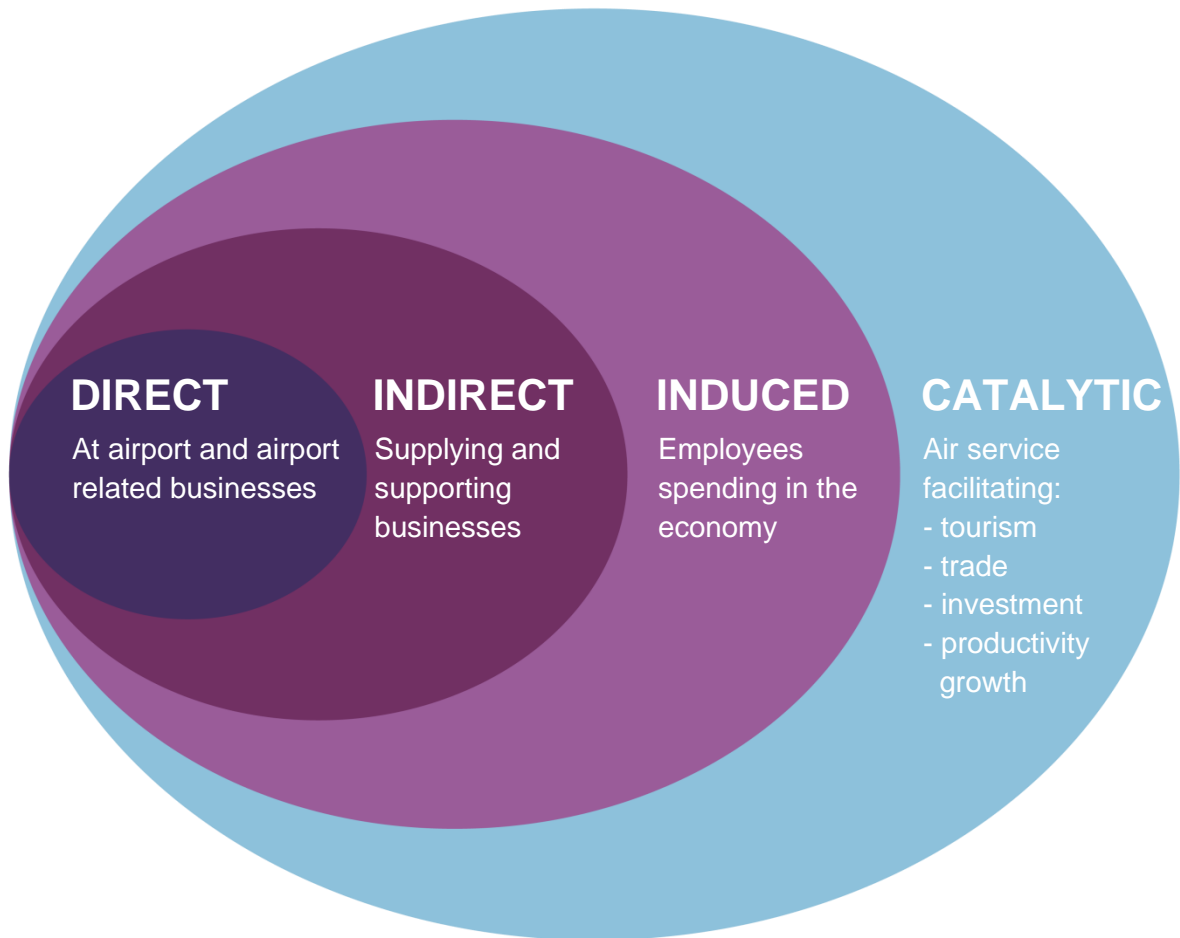 DIRECT
At airport and airport
related businesses
INDIRECT
Supplying and
supporting
businesses
INDUCED
Employees
spending in the
economy
CATALYTIC
Air service
facilitating:
- tourism
- trade
- investment
- productivity
growth